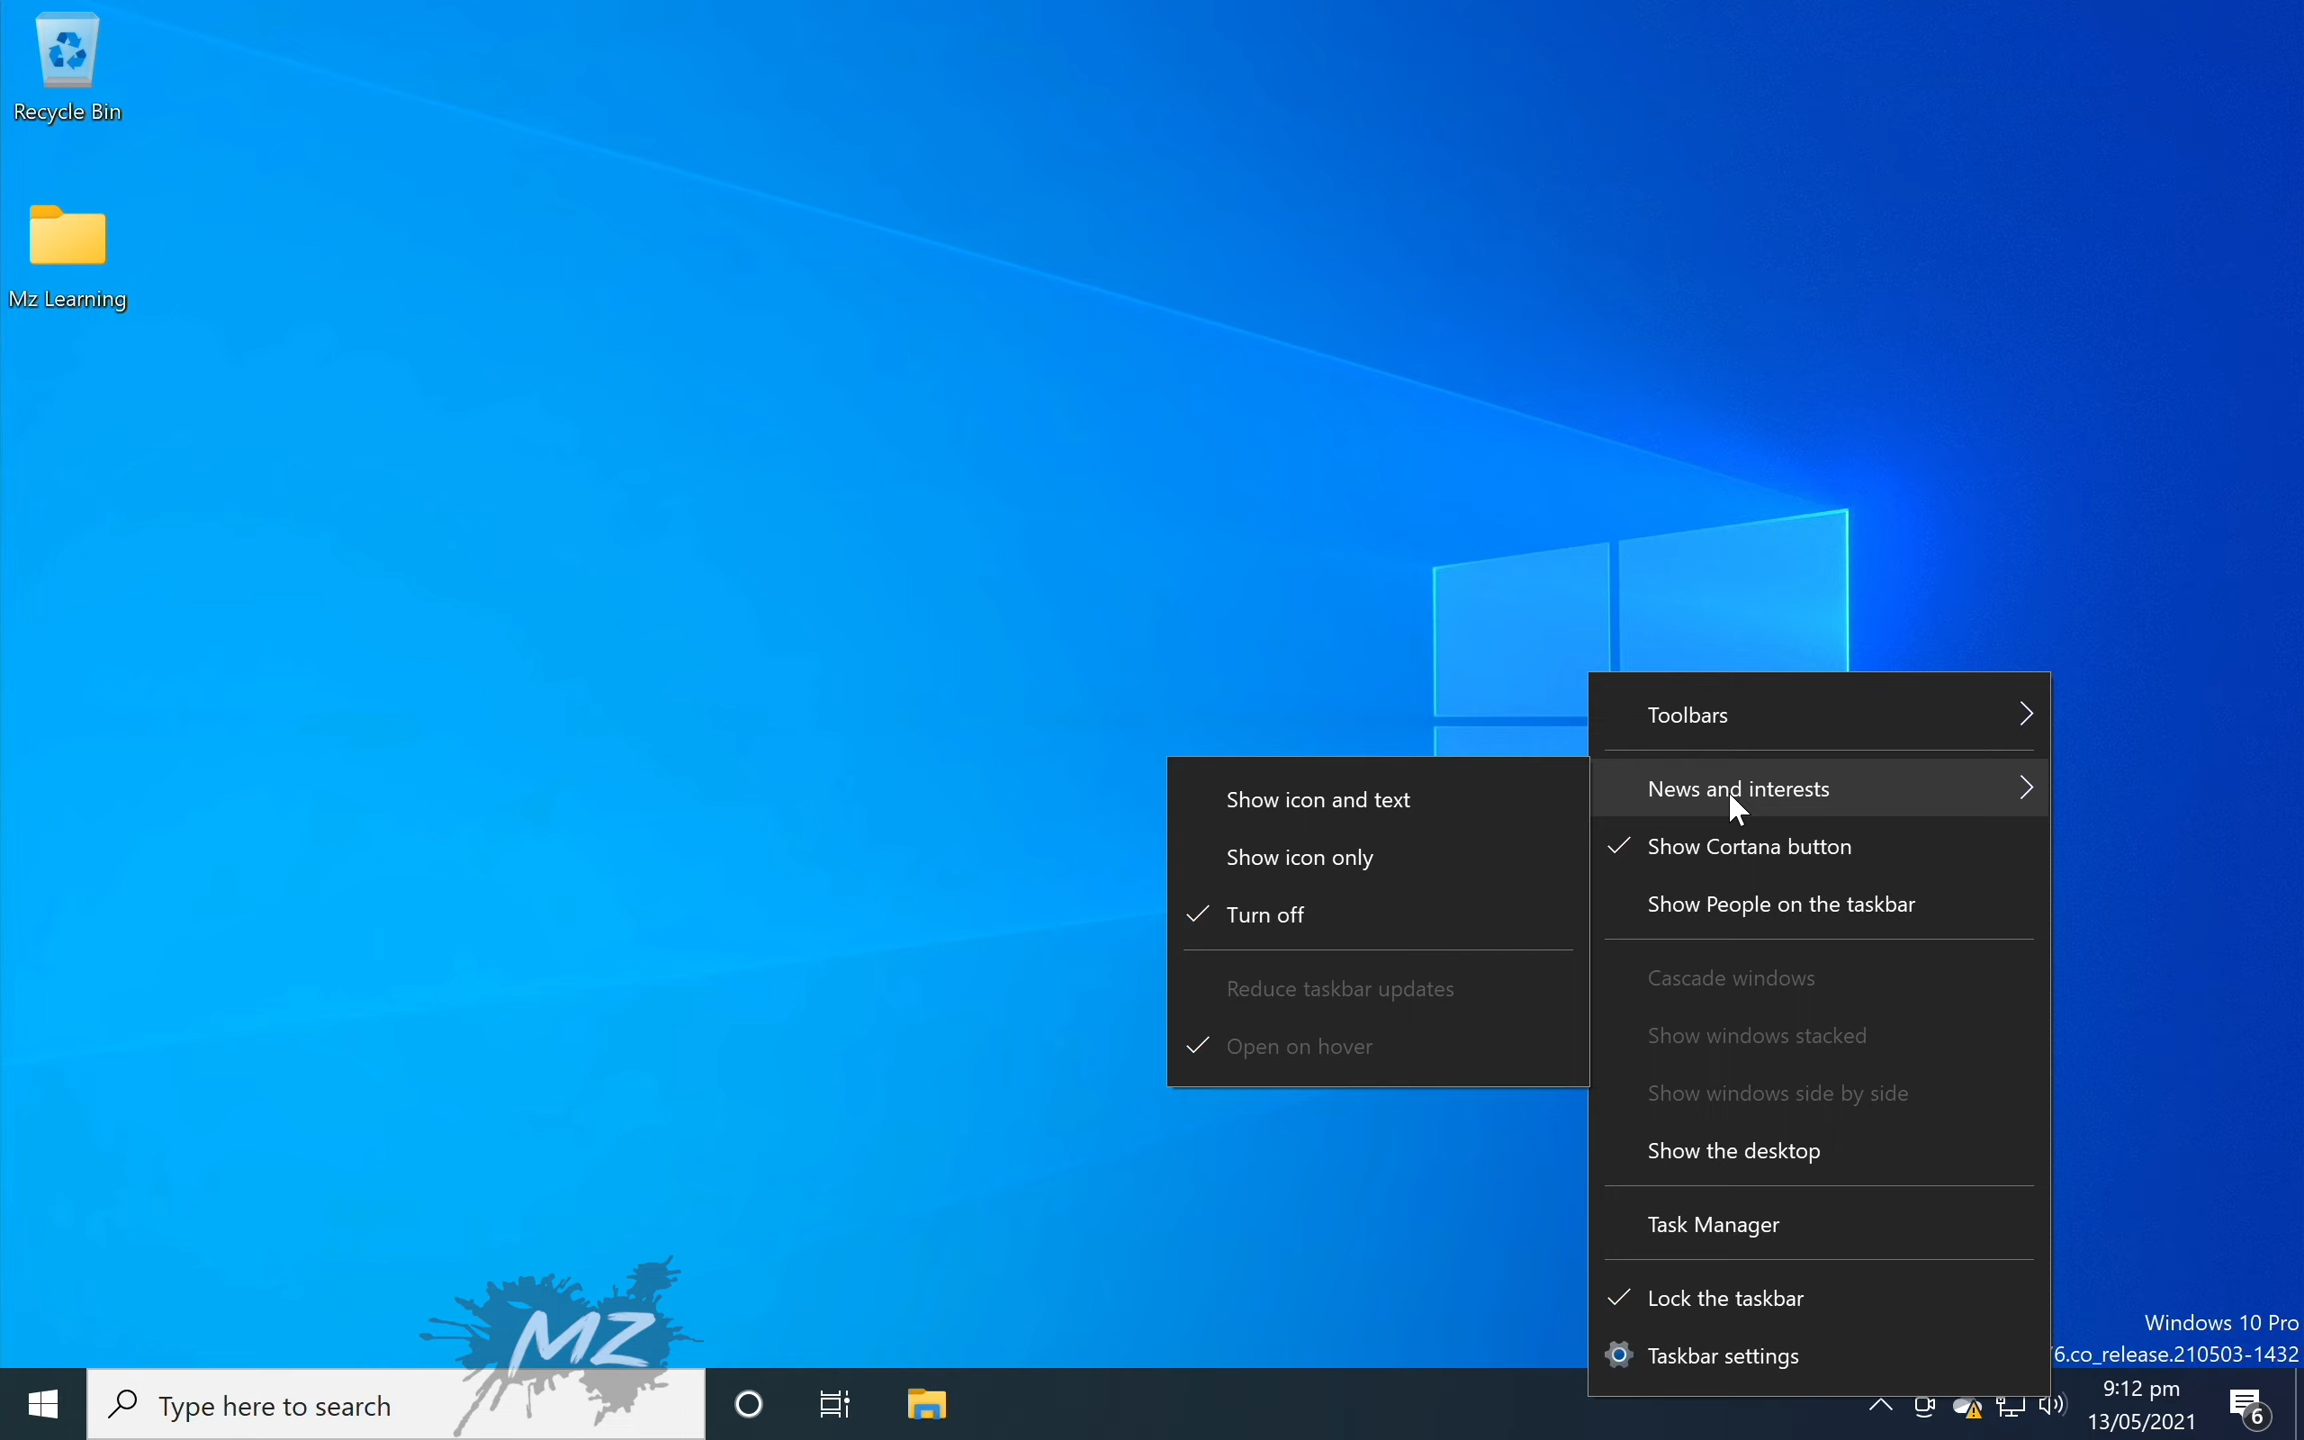 Recycle Bin
Mz Learning
Toolbars
News and interests
Show Cortana button
Show People on the taskbar
Cascade windows
Show windows stacked
Show windows side by side
Show the desktop
Task Manager
Lock the taskbar
Taskbar settings
Show icon and text
Show icon only
Turn off
Reduce taskbar updates
Open on hover
MZ
Windows 10 Pro
6.co_release.210503-1432
Type here to search
9:12 pm
13/05/2021
6